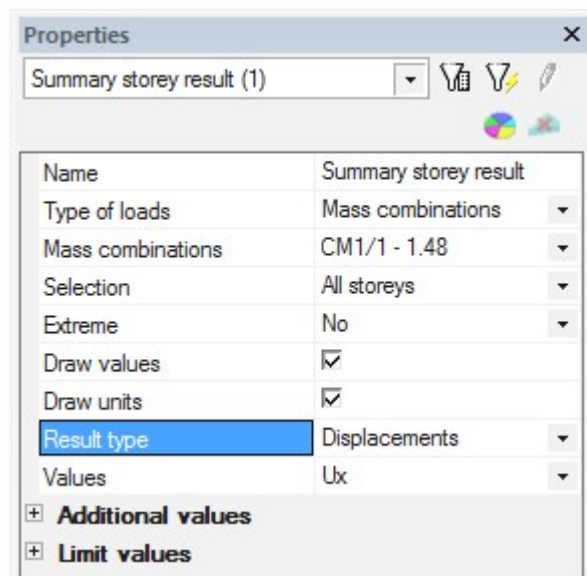 Properties
Summary storey result (1)
Name Summary storey result
Type of loads Mass combinations
Mass combinations CM1/1 - 1.48
Selection All storeys
Extreme No
Draw values
Draw units
Result type Displacements
Values Ux
Additional values
Limit values